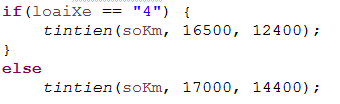 if(loaiXe == "4") {
tintien(soKm, 16500, 12400);
}
else
tintien(soKm, 17000, 14400);